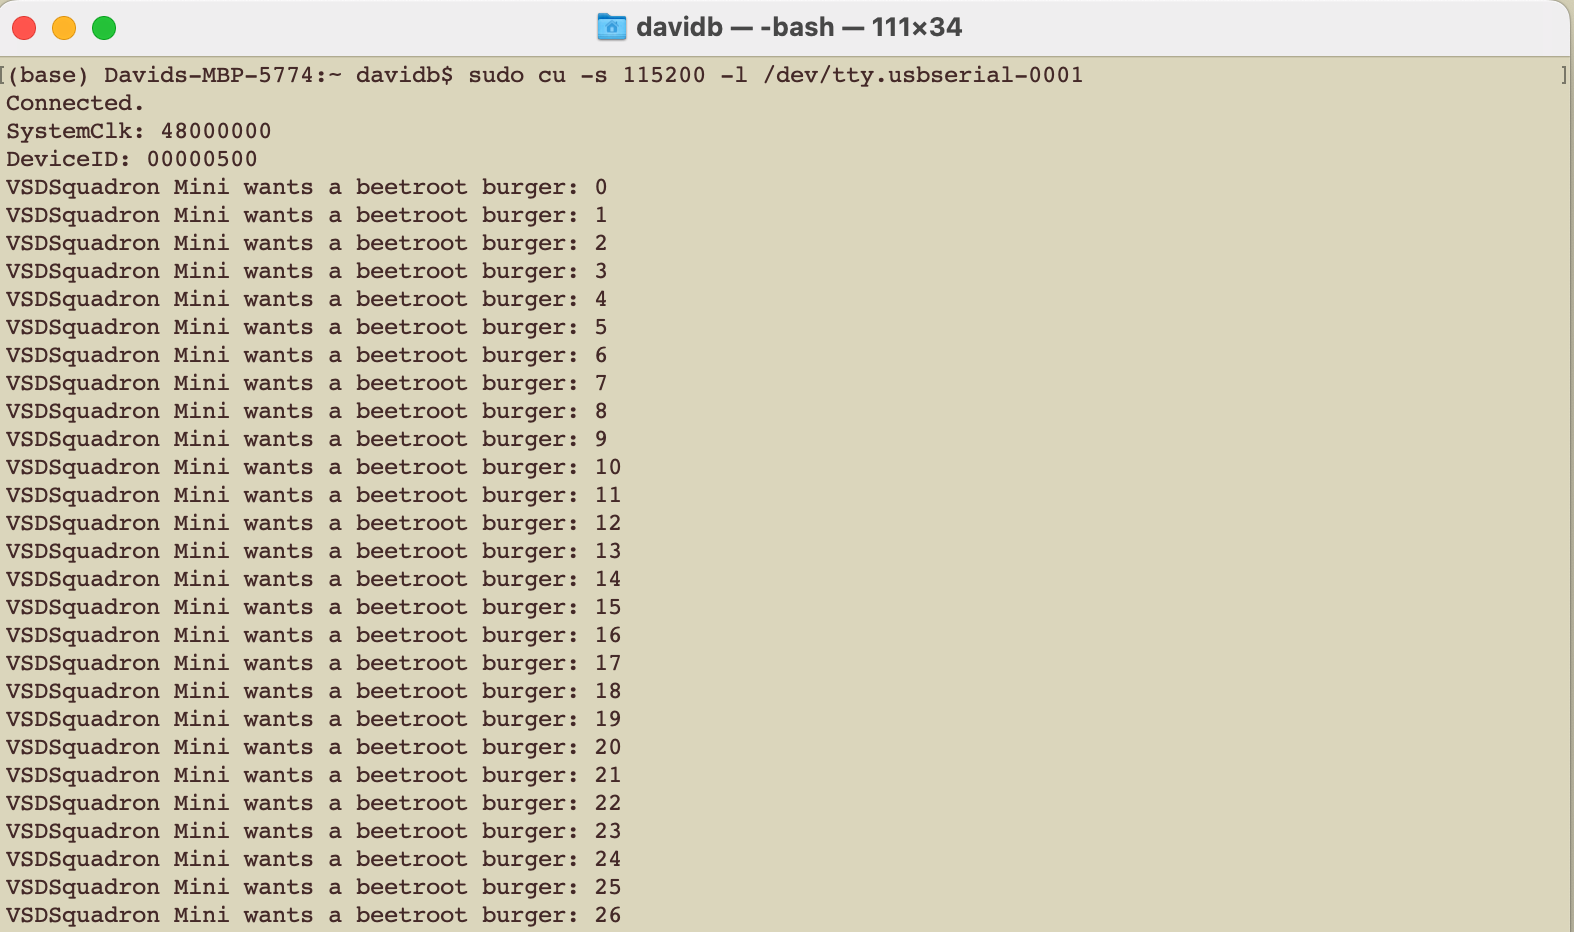 davidb — -bash — 111×34
[(base) Davids-MBP-5774:~ davidb$ sudo cu -s 115200 -l /dev/tty.usbserial-0001 ]
Connected.
SystemClk: 48000000
DeviceID: 00000500
VSDSquadron Mini wants a beetroot burger: 0
VSDSquadron Mini wants a beetroot burger: 1
VSDSquadron Mini wants a beetroot burger: 2
VSDSquadron Mini wants a beetroot burger: 3
VSDSquadron Mini wants a beetroot burger: 4
VSDSquadron Mini wants a beetroot burger: 5
VSDSquadron Mini wants a beetroot burger: 6
VSDSquadron Mini wants a beetroot burger: 7
VSDSquadron Mini wants a beetroot burger: 8
VSDSquadron Mini wants a beetroot burger: 9
VSDSquadron Mini wants a beetroot burger: 10
VSDSquadron Mini wants a beetroot burger: 11
VSDSquadron Mini wants a beetroot burger: 12
VSDSquadron Mini wants a beetroot burger: 13
VSDSquadron Mini wants a beetroot burger: 14
VSDSquadron Mini wants a beetroot burger: 15
VSDSquadron Mini wants a beetroot burger: 16
VSDSquadron Mini wants a beetroot burger: 17
VSDSquadron Mini wants a beetroot burger: 18
VSDSquadron Mini wants a beetroot burger: 19
VSDSquadron Mini wants a beetroot burger: 20
VSDSquadron Mini wants a beetroot burger: 21
VSDSquadron Mini wants a beetroot burger: 22
VSDSquadron Mini wants a beetroot burger: 23
VSDSquadron Mini wants a beetroot burger: 24
VSDSquadron Mini wants a beetroot burger: 25
VSDSquadron Mini wants a beetroot burger: 26